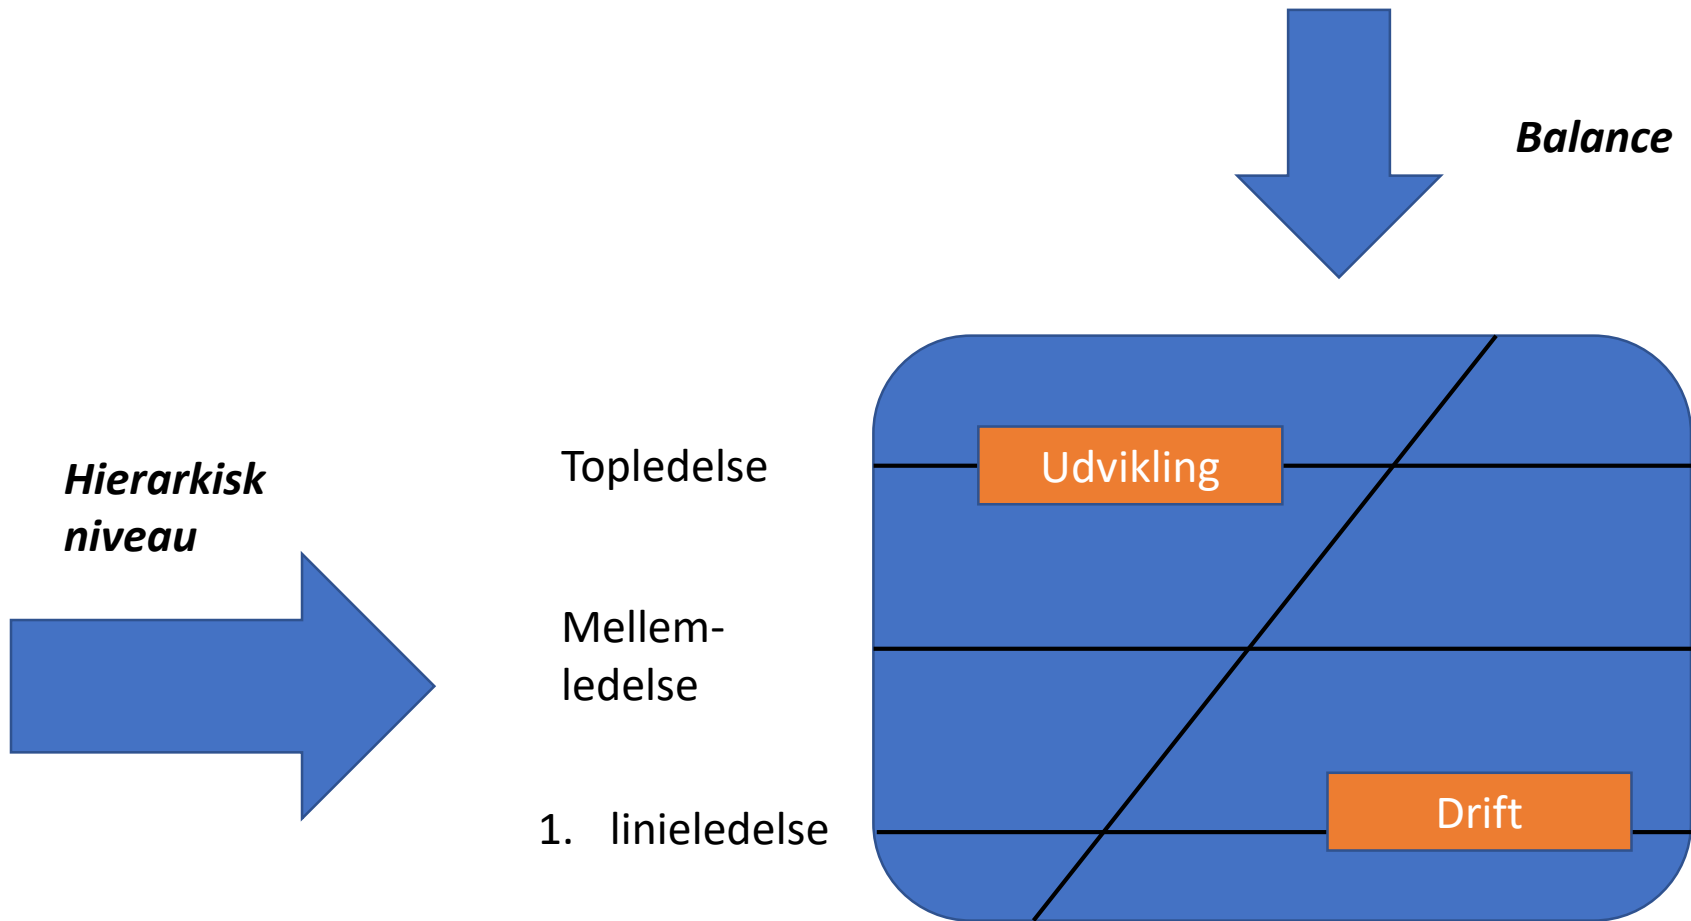 Balance
Hierarkisk
niveau
Topledelse
Udvikling
Mellem-
ledelse
1. linieledelse
Drift